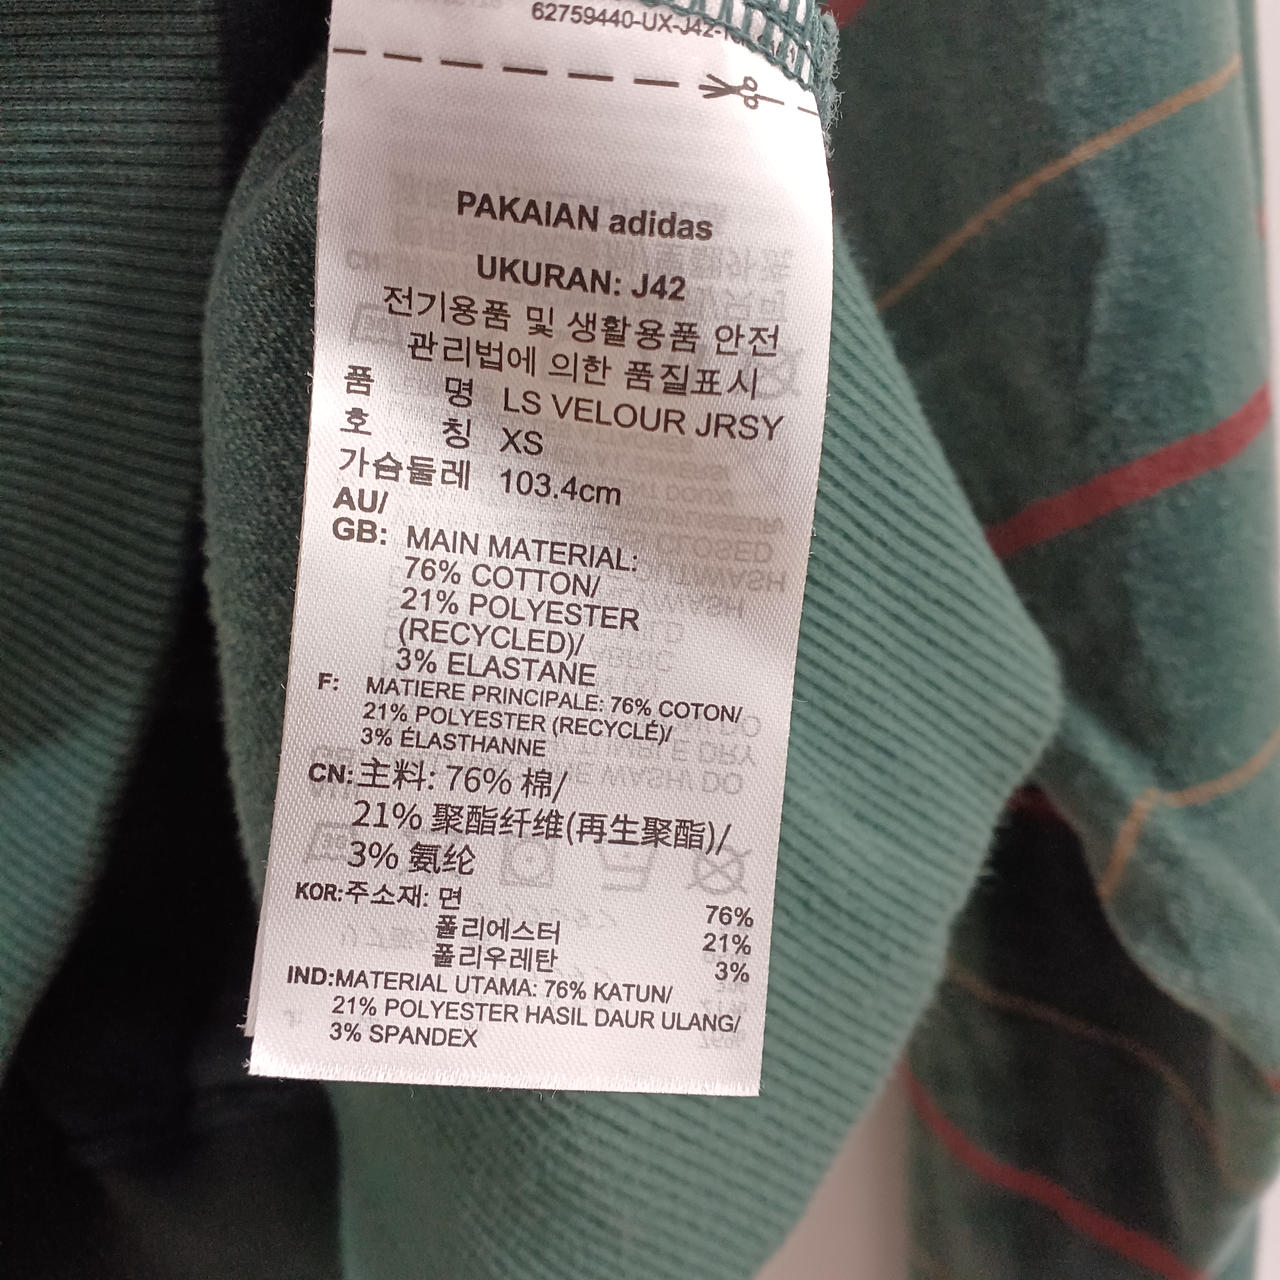 62759440-UX-J42-
PAKAIAN adidas
UKURAN: J42
전기용품 및 생활용품 안전
관리법에 의한 품질표시
품 명 LS VELOUR JRSY
호 칭 XS
가슴둘레 103.4cm
AU/
GB: MAIN MATERIAL:
76% COTTON/
21% POLYESTER
(RECYCLED)/
3% ELASTANE
F: MATIERE PRINCIPALE: 76% COTON/
21% POLYESTER (RECYCLÉ)/
3% ÉLASTHANNE
CN:主料: 76% 棉/
21% 聚酯纤维(再生聚酯)/
3% 氨纶
KOR:주소재: 면 76%
폴리에스터 21%
폴리우레탄 3%
IND:MATERIAL UTAMA: 76% KATUN/
21% POLYESTER HASIL DAUR ULANG/
3% SPANDEX